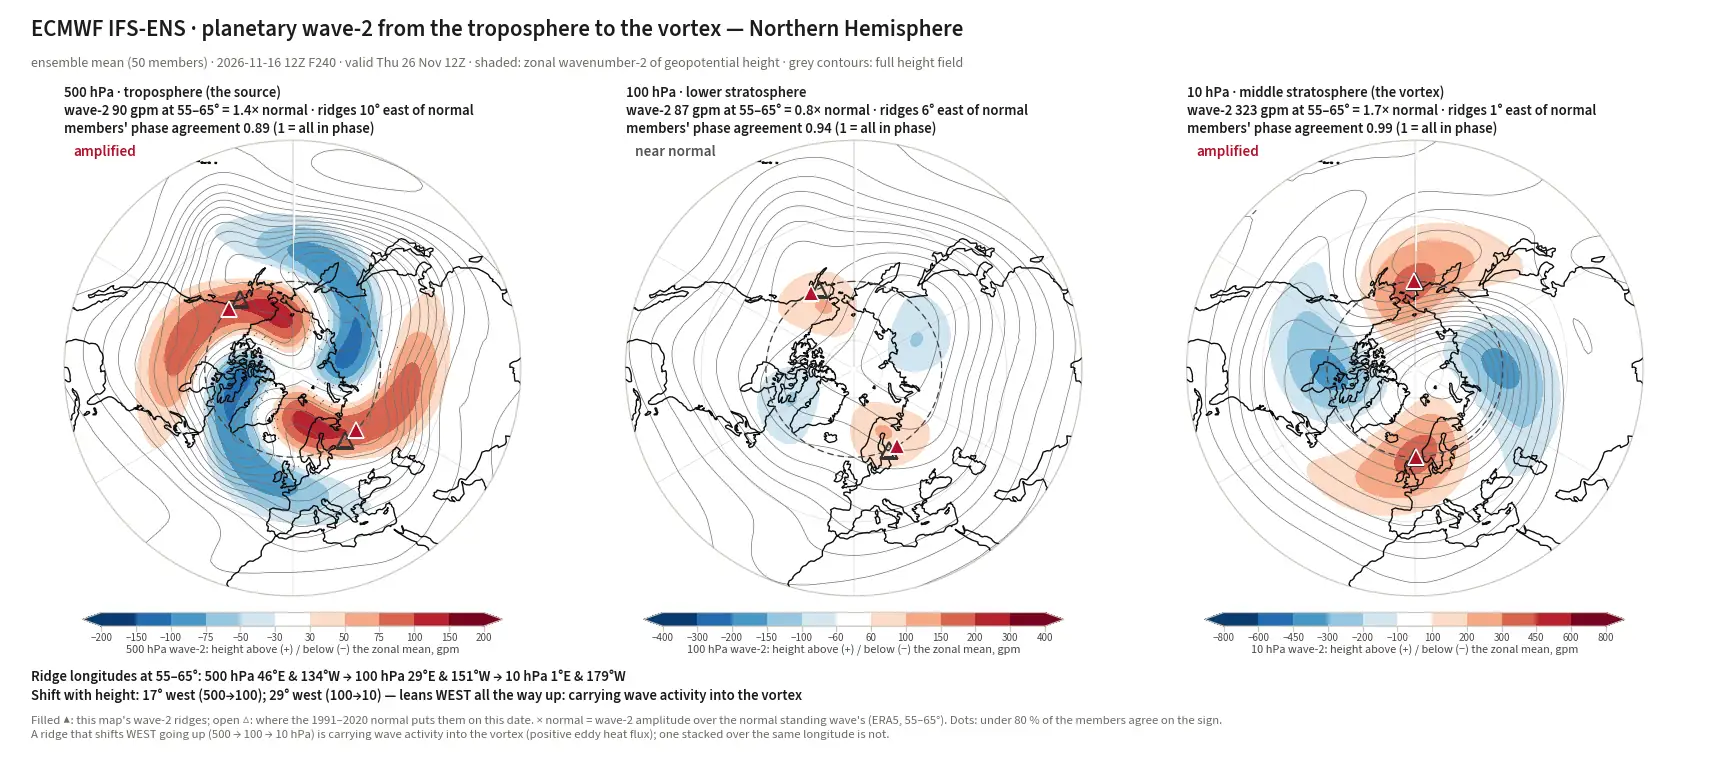 ECMWF IFS-ENS · planetary wave-2 from the troposphere to the vortex — Northern Hemisphere
ensemble mean (50 members) · 2026-11-16 12Z F240 · valid Thu 26 Nov 12Z · shaded: zonal wavenumber-2 of geopotential height · grey contours: full height field
500 hPa · troposphere (the source)
wave-2 90 gpm at 55–65° = 1.4× normal · ridges 10° east of normal
members' phase agreement 0.89 (1 = all in phase)
amplified
100 hPa · lower stratosphere
wave-2 87 gpm at 55–65° = 0.8× normal · ridges 6° east of normal
members' phase agreement 0.94 (1 = all in phase)
near normal
10 hPa · middle stratosphere (the vortex)
wave-2 323 gpm at 55–65° = 1.7× normal · ridges 1° east of normal
members' phase agreement 0.99 (1 = all in phase)
amplified
−200 −150 −100 −75 −50 −30 30 50 75 100 150 200
500 hPa wave-2: height above (+) / below (−) the zonal mean, gpm
−400 −300 −200 −150 −100 −60 60 100 150 200 300 400
100 hPa wave-2: height above (+) / below (−) the zonal mean, gpm
−800 −600 −450 −300 −200 −100 100 200 300 450 600 800
10 hPa wave-2: height above (+) / below (−) the zonal mean, gpm
Ridge longitudes at 55–65°: 500 hPa 46°E & 134°W → 100 hPa 29°E & 151°W → 10 hPa 1°E & 179°W
Shift with height: 17° west (500→100); 29° west (100→10) — leans WEST all the way up: carrying wave activity into the vortex
Filled ▲: this map's wave-2 ridges; open △: where the 1991–2020 normal puts them on this date. × normal = wave-2 amplitude over the normal standing wave's (ERA5, 55–65°). Dots: under 80 % of the members agree on the sign.
A ridge that shifts WEST going up (500 → 100 → 10 hPa) is carrying wave activity into the vortex (positive eddy heat flux); one stacked over the same longitude is not.